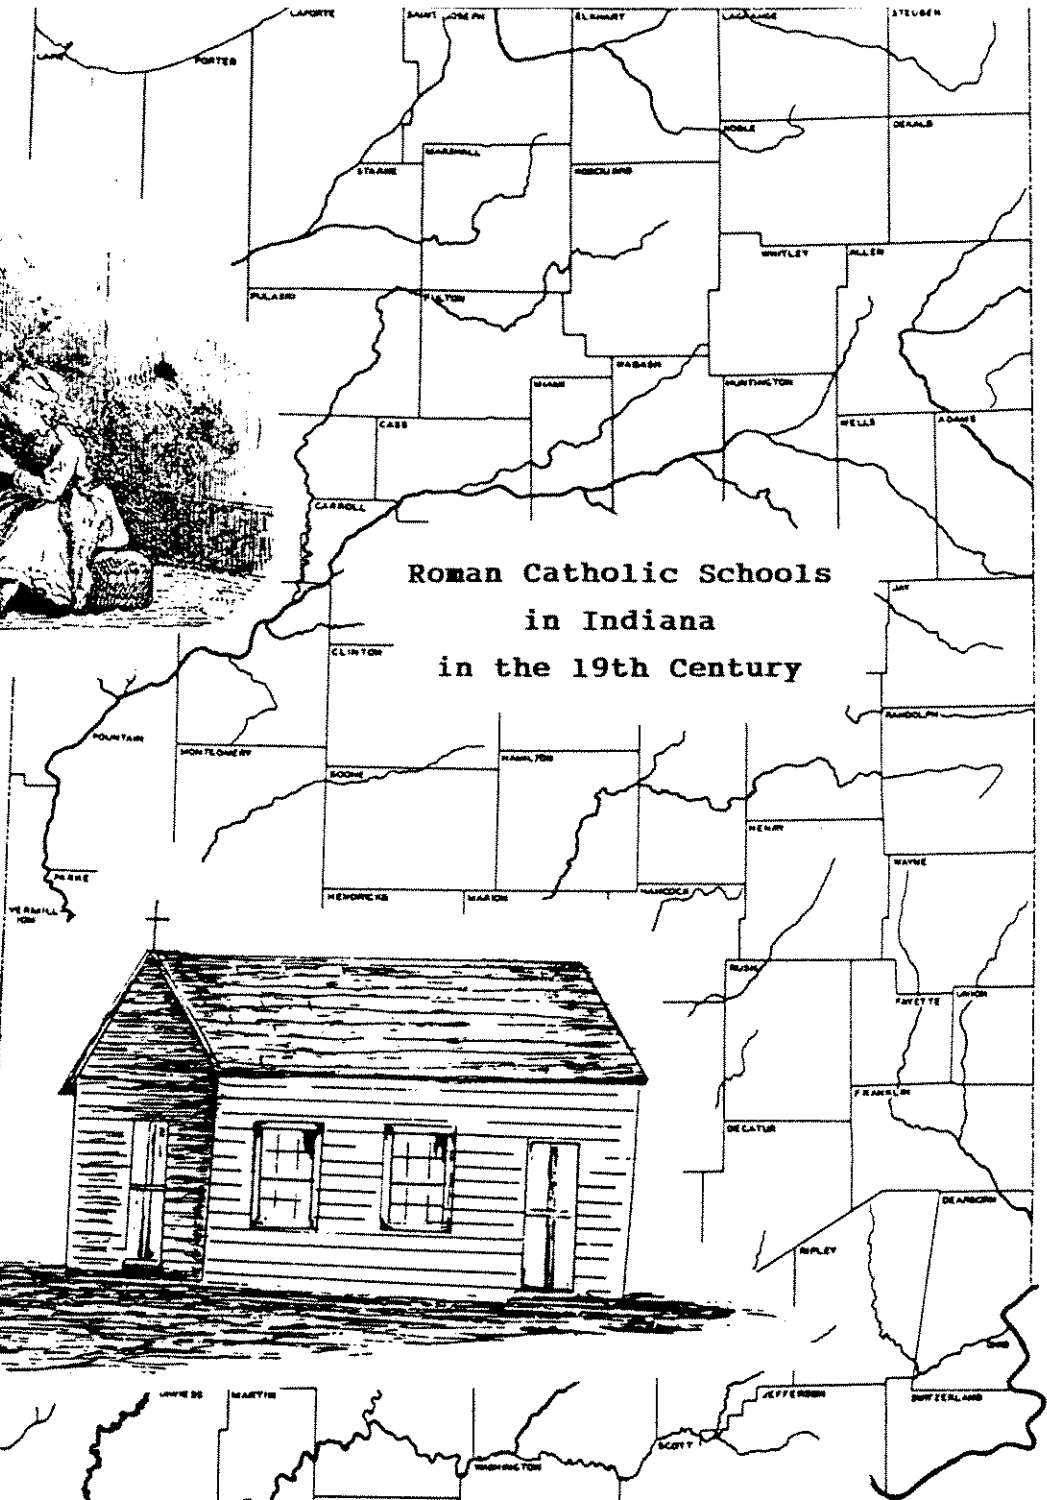 LAPORTE
SAINT JOSEPH
ELKHART
LAGRANGE
STEUBEN
LAKE
PORTER
NOBLE
DEKALB
MARSHALL
STARKE
KOSCIUSKO
WHITLEY
ALLEN
PULASKI
FULTON
MIAMI
WABASH
HUNTINGTON
CASS
WELLS
ADAMS
CARROLL
Roman Catholic Schools
in Indiana
in the 19th Century
JAY
CLINTON
RANDOLPH
FOUNTAIN
MONTGOMERY
BOONE
HAMILTON
HENRY
WAYNE
PARKE
HENDRICKS
MARION
HANCOCK
VERMILL
ION
RUSH
FAYETTE
UNION
FRANKLIN
DECATUR
DEARBORN
RIPLEY
OHIO
MARTIN
JEFFERSON
SWITZERLAND
SCOTT
WASHINGTON